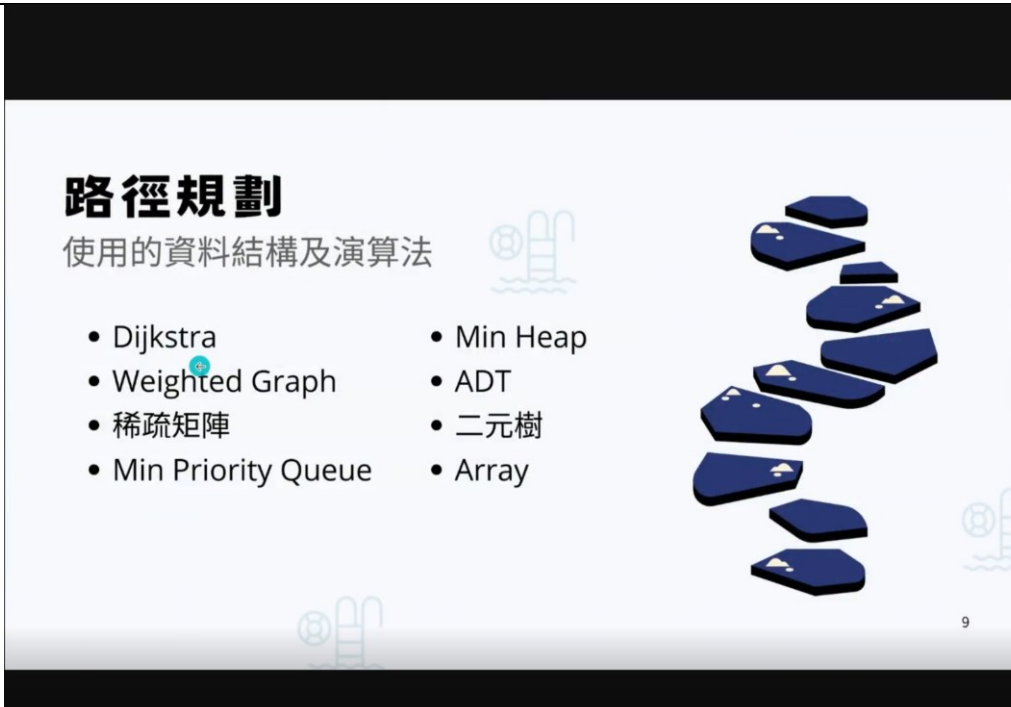 路徑規劃
使用的資料結構及演算法
Dijkstra
Weighted Graph
稀疏矩陣
Min Priority Queue
Min Heap
ADT
二元樹
Array
9